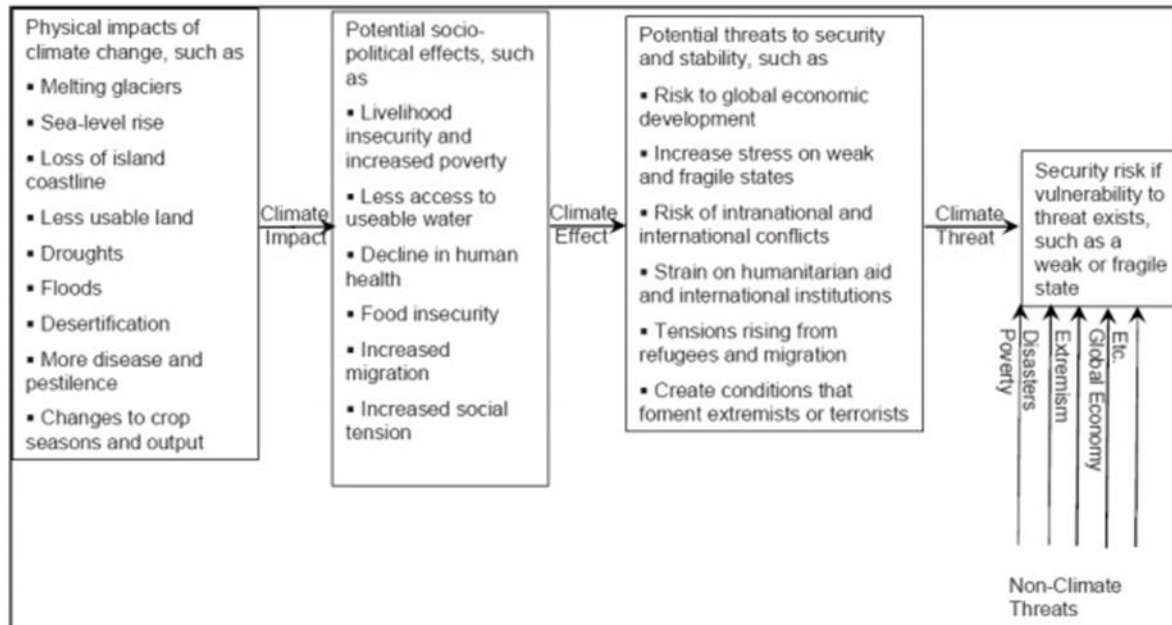 Physical impacts of
climate change, such as
▪ Melting glaciers
▪ Sea-level rise
▪ Loss of island
coastline
▪ Less usable land
▪ Droughts
▪ Floods
▪ Desertification
▪ More disease and
pestilence
▪ Changes to crop
seasons and output
Climate
Impact
Potential socio-
political effects, such
as
▪ Livelihood
insecurity and
increased poverty
▪ Less access to
useable water
▪ Decline in human
health
▪ Food insecurity
▪ Increased
migration
▪ Increased social
tension
Climate
Effect
Potential threats to security
and stability, such as
▪ Risk to global economic
development
▪ Increase stress on weak
and fragile states
▪ Risk of intranational and
international conflicts
▪ Strain on humanitarian aid
and international institutions
▪ Tensions rising from
refugees and migration
▪ Create conditions that
foment extremists or terrorists
Climate
Threat
Security risk if
vulnerability to
threat exists,
such as a
weak or fragile
state
Poverty
Disasters
Extremism
Global Economy
Etc.
Non-Climate
Threats